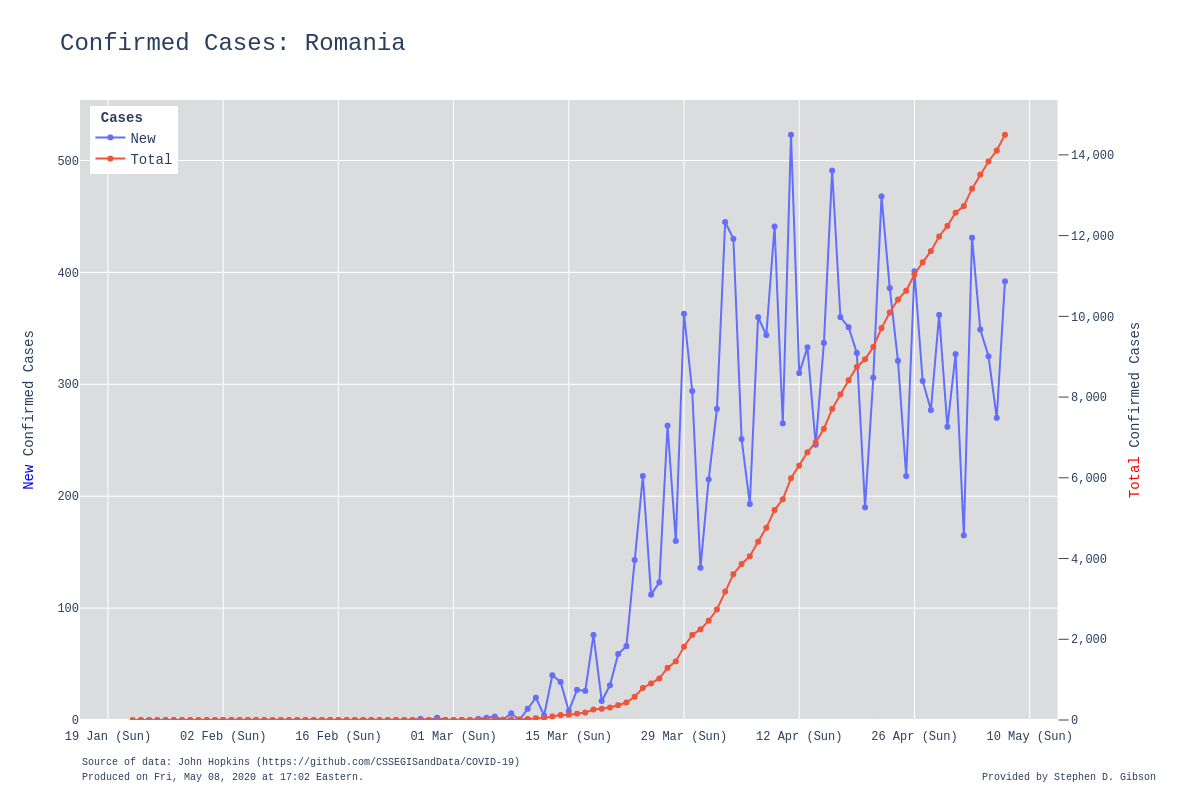 Confirmed Cases: Romania
Cases
New
Total
500
400
300
200
100
0
New Confirmed Cases
14,000
12,000
10,000
8,000
6,000
4,000
2,000
0
Total Confirmed Cases
19 Jan (Sun) 02 Feb (Sun) 16 Feb (Sun) 01 Mar (Sun) 15 Mar (Sun) 29 Mar (Sun) 12 Apr (Sun) 26 Apr (Sun) 10 May (Sun)
Source of data: John Hopkins (https://github.com/CSSEGISandData/COVID-19)
Produced on Fri, May 08, 2020 at 17:02 Eastern.
Provided by Stephen D. Gibson